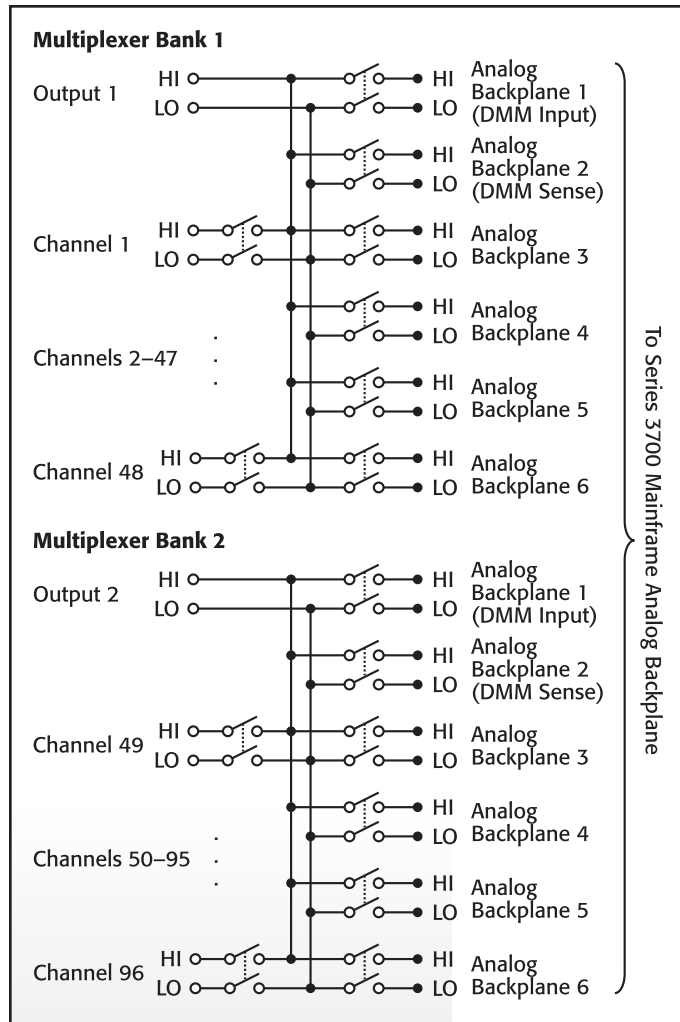 Multiplexer Bank 1
Output 1
HI
LO
HI
LO
Analog
Backplane 1
(DMM Input)
HI
LO
Analog
Backplane 2
(DMM Sense)
Channel 1
HI
LO
HI
LO
Analog
Backplane 3
HI
LO
Analog
Backplane 4
Channels 2–47
.
.
.
HI
LO
Analog
Backplane 5
Channel 48
HI
LO
HI
LO
Analog
Backplane 6
Multiplexer Bank 2
Output 2
HI
LO
HI
LO
Analog
Backplane 1
(DMM Input)
HI
LO
Analog
Backplane 2
(DMM Sense)
Channel 49
HI
LO
HI
LO
Analog
Backplane 3
HI
LO
Analog
Backplane 4
Channels 50–95
.
.
.
HI
LO
Analog
Backplane 5
Channel 96
HI
LO
HI
LO
Analog
Backplane 6
To Series 3700 Mainframe Analog Backplane